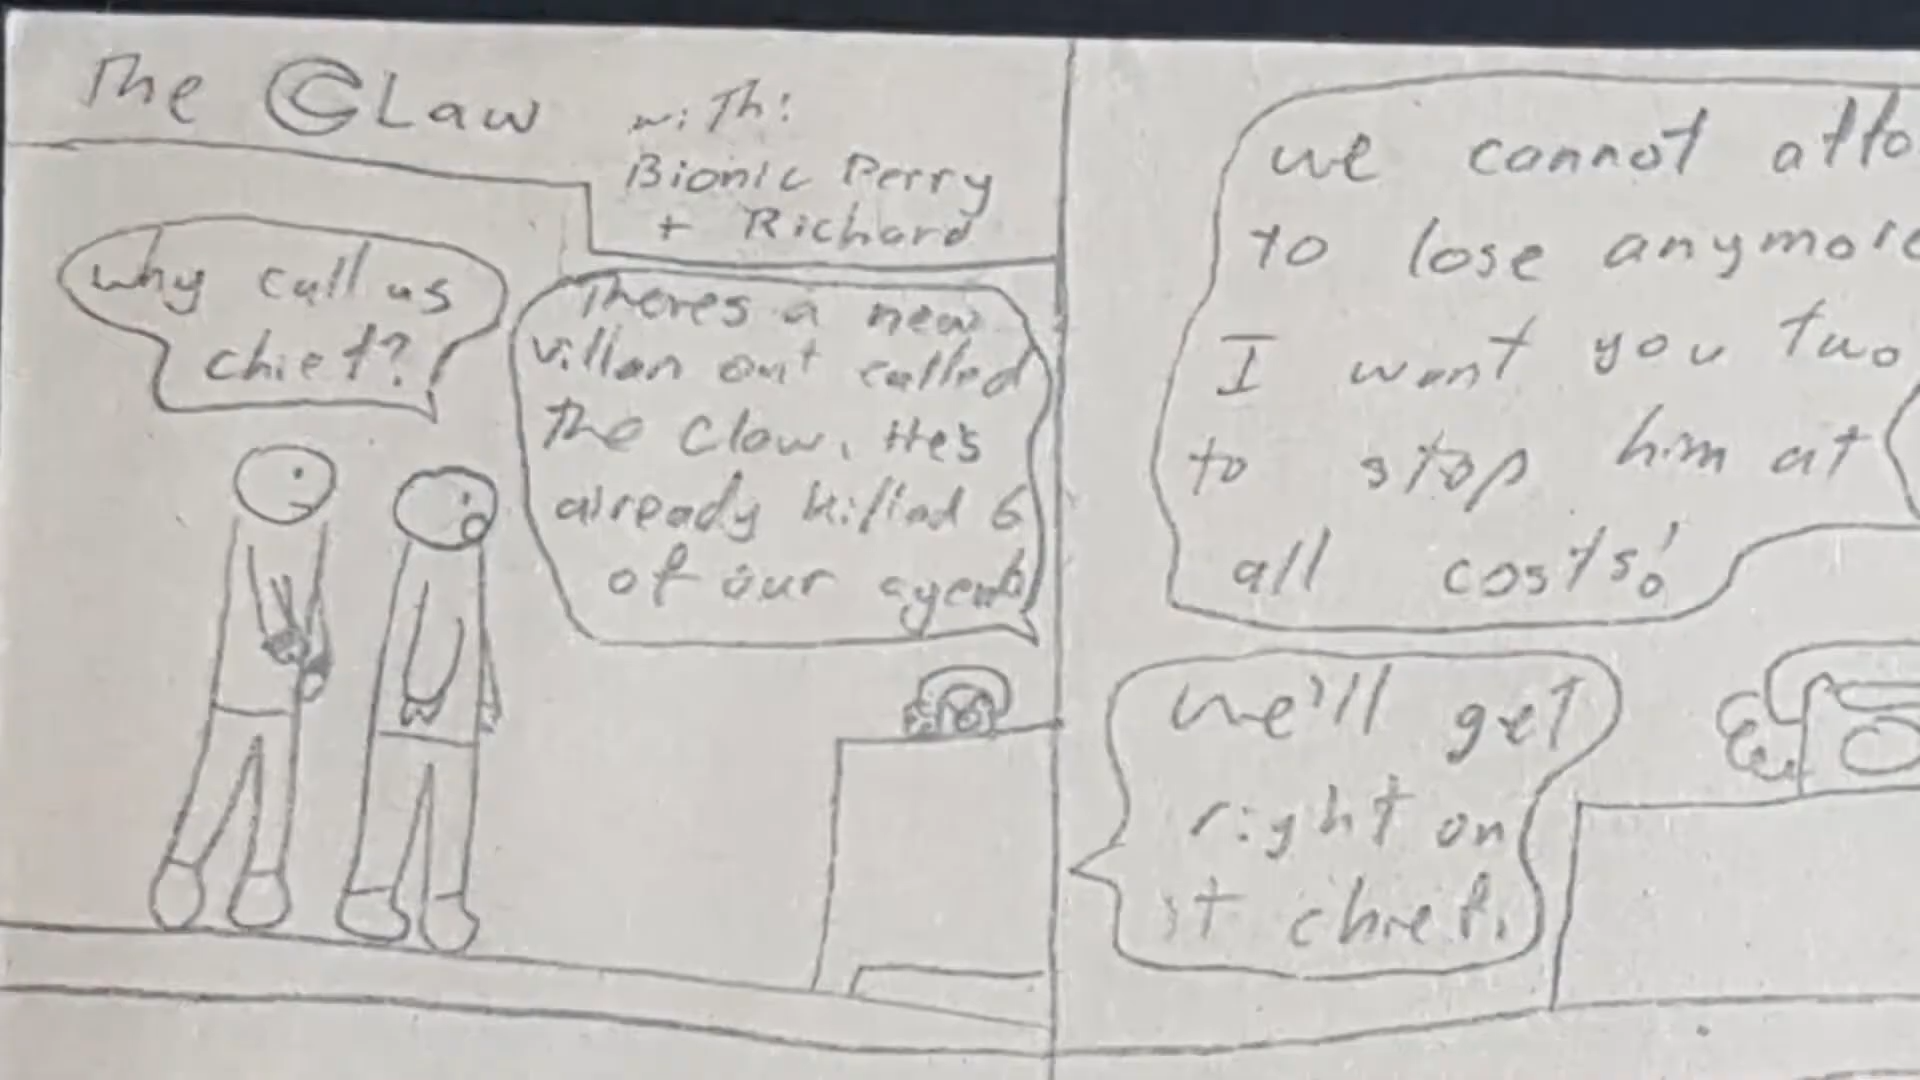 The CLaw
with:
Bionic Perry
+ Richard
why call us
chief?
Theres a new
villan out called
The Claw. He's
already killed 6
of our agents
we cannot affo
to lose anymore
I want you two
to stop him at
all costs!
we'll get
right on
it chief.